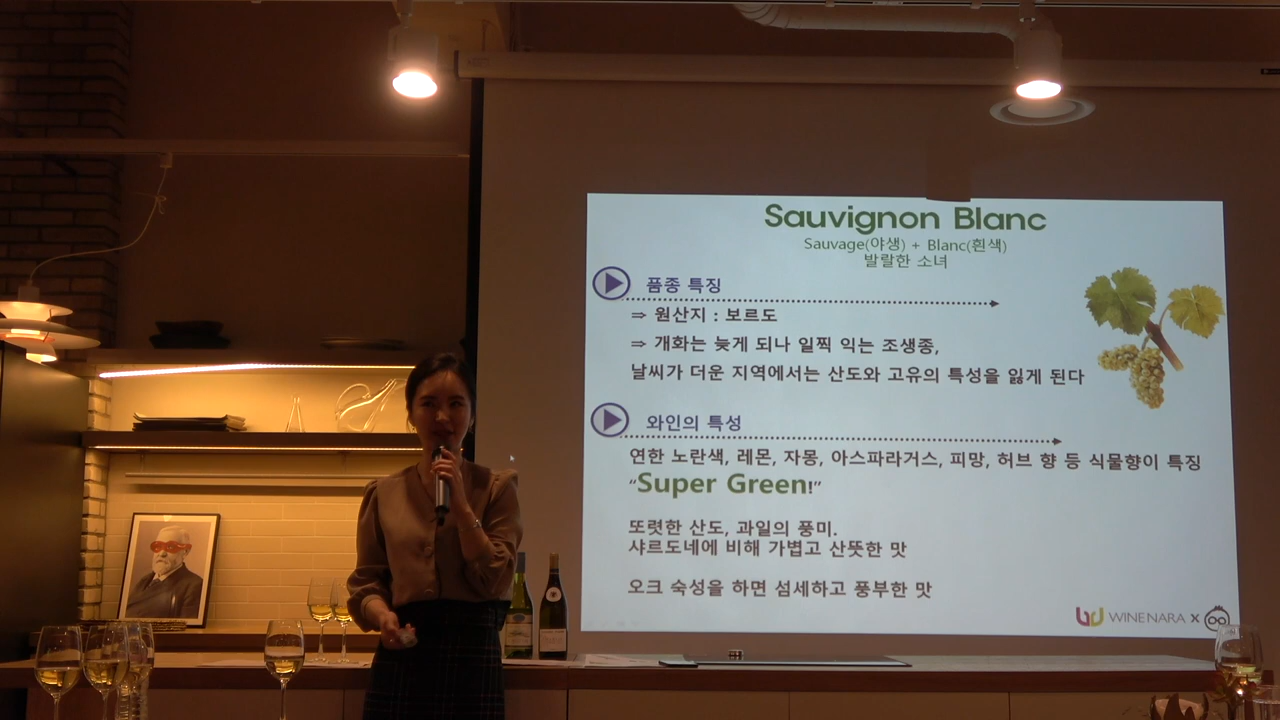 Sauvignon Blanc
Sauvage(야생) + Blanc(흰색)
발랄한 소녀
품종 특징
⇒ 원산지 : 보르도
⇒ 개화는 늦게 되나 일찍 익는 조생종,
날씨가 더운 지역에서는 산도와 고유의 특성을 잃게 된다
와인의 특성
연한 노란색, 레몬, 자몽, 아스파라거스, 피망, 허브 향 등 식물향이 특징
“Super Green!”
또렷한 산도, 과일의 풍미.
샤르도네에 비해 가볍고 산뜻한 맛
오크 숙성을 하면 섬세하고 풍부한 맛
WINENARA x